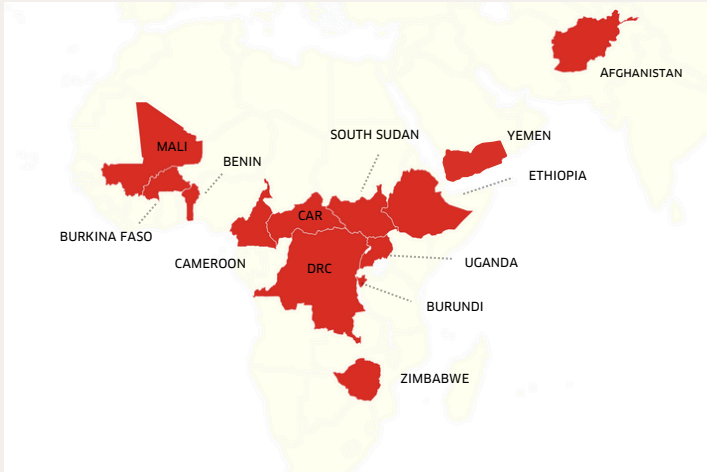 AFGHANISTAN
SOUTH SUDAN
YEMEN
MALI
BENIN
ETHIOPIA
CAR
BURKINA FASO
CAMEROON
DRC
UGANDA
BURUNDI
ZIMBABWE